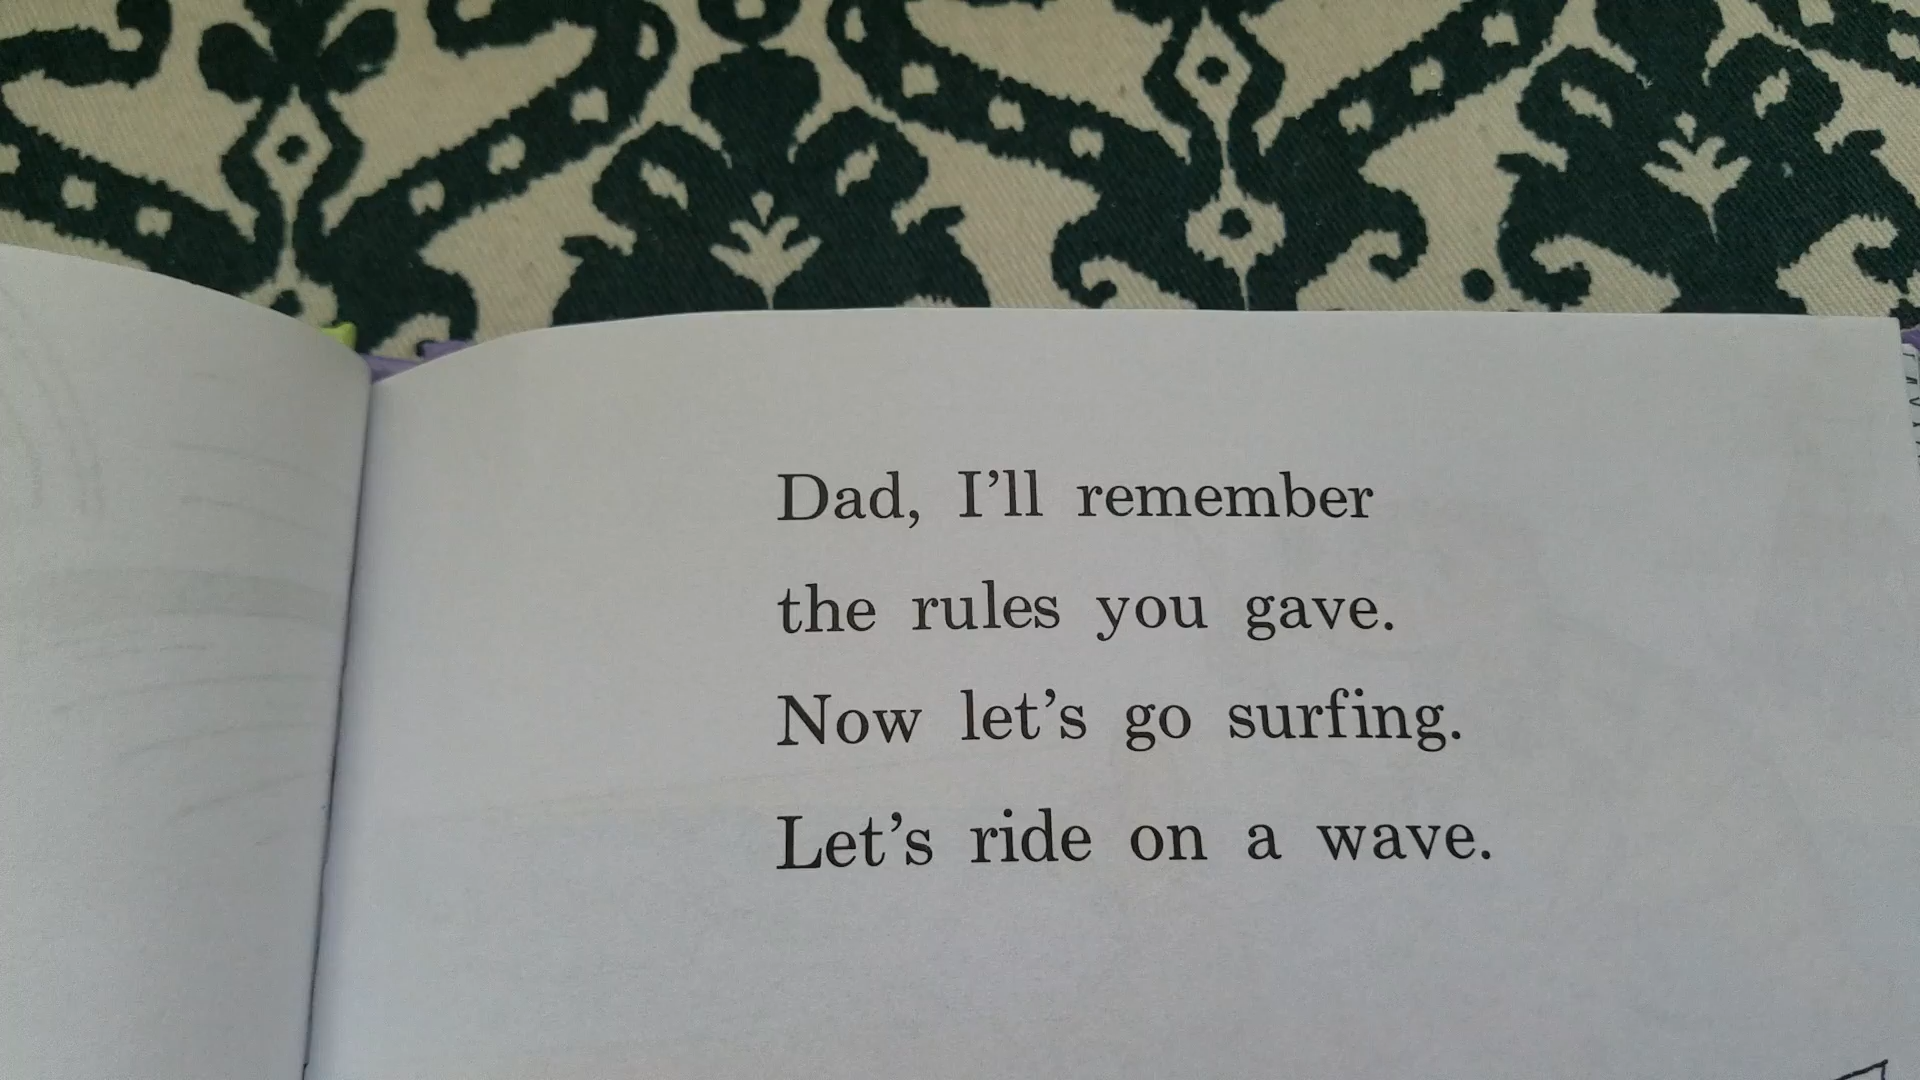 Dad, I’ll remember
the rules you gave.
Now let’s go surfing.
Let’s ride on a wave.